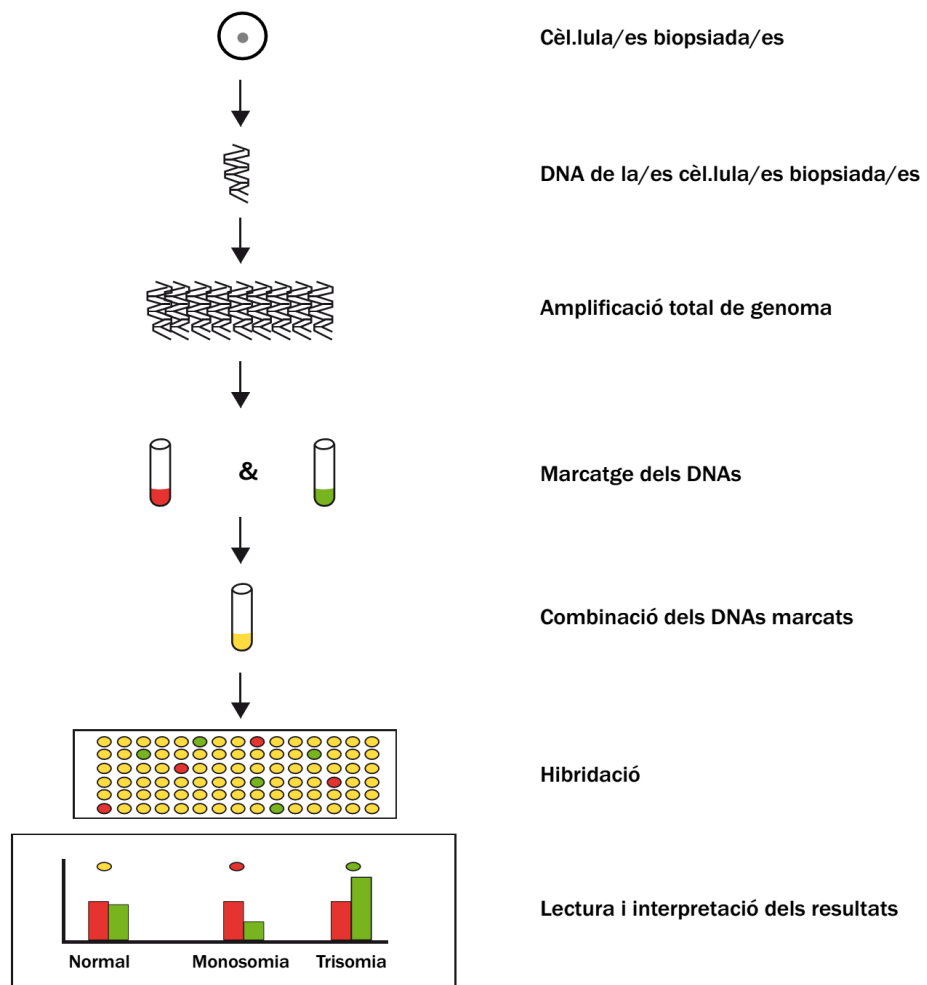 Cèl.lula/es biopsiada/es
DNA de la/es cèl.lula/es biopsiada/es
Amplificació total de genoma
&
Marcatge dels DNAs
Combinació dels DNAs marcats
Hibridació
Lectura i interpretació dels resultats
Normal Monosomia Trisomia